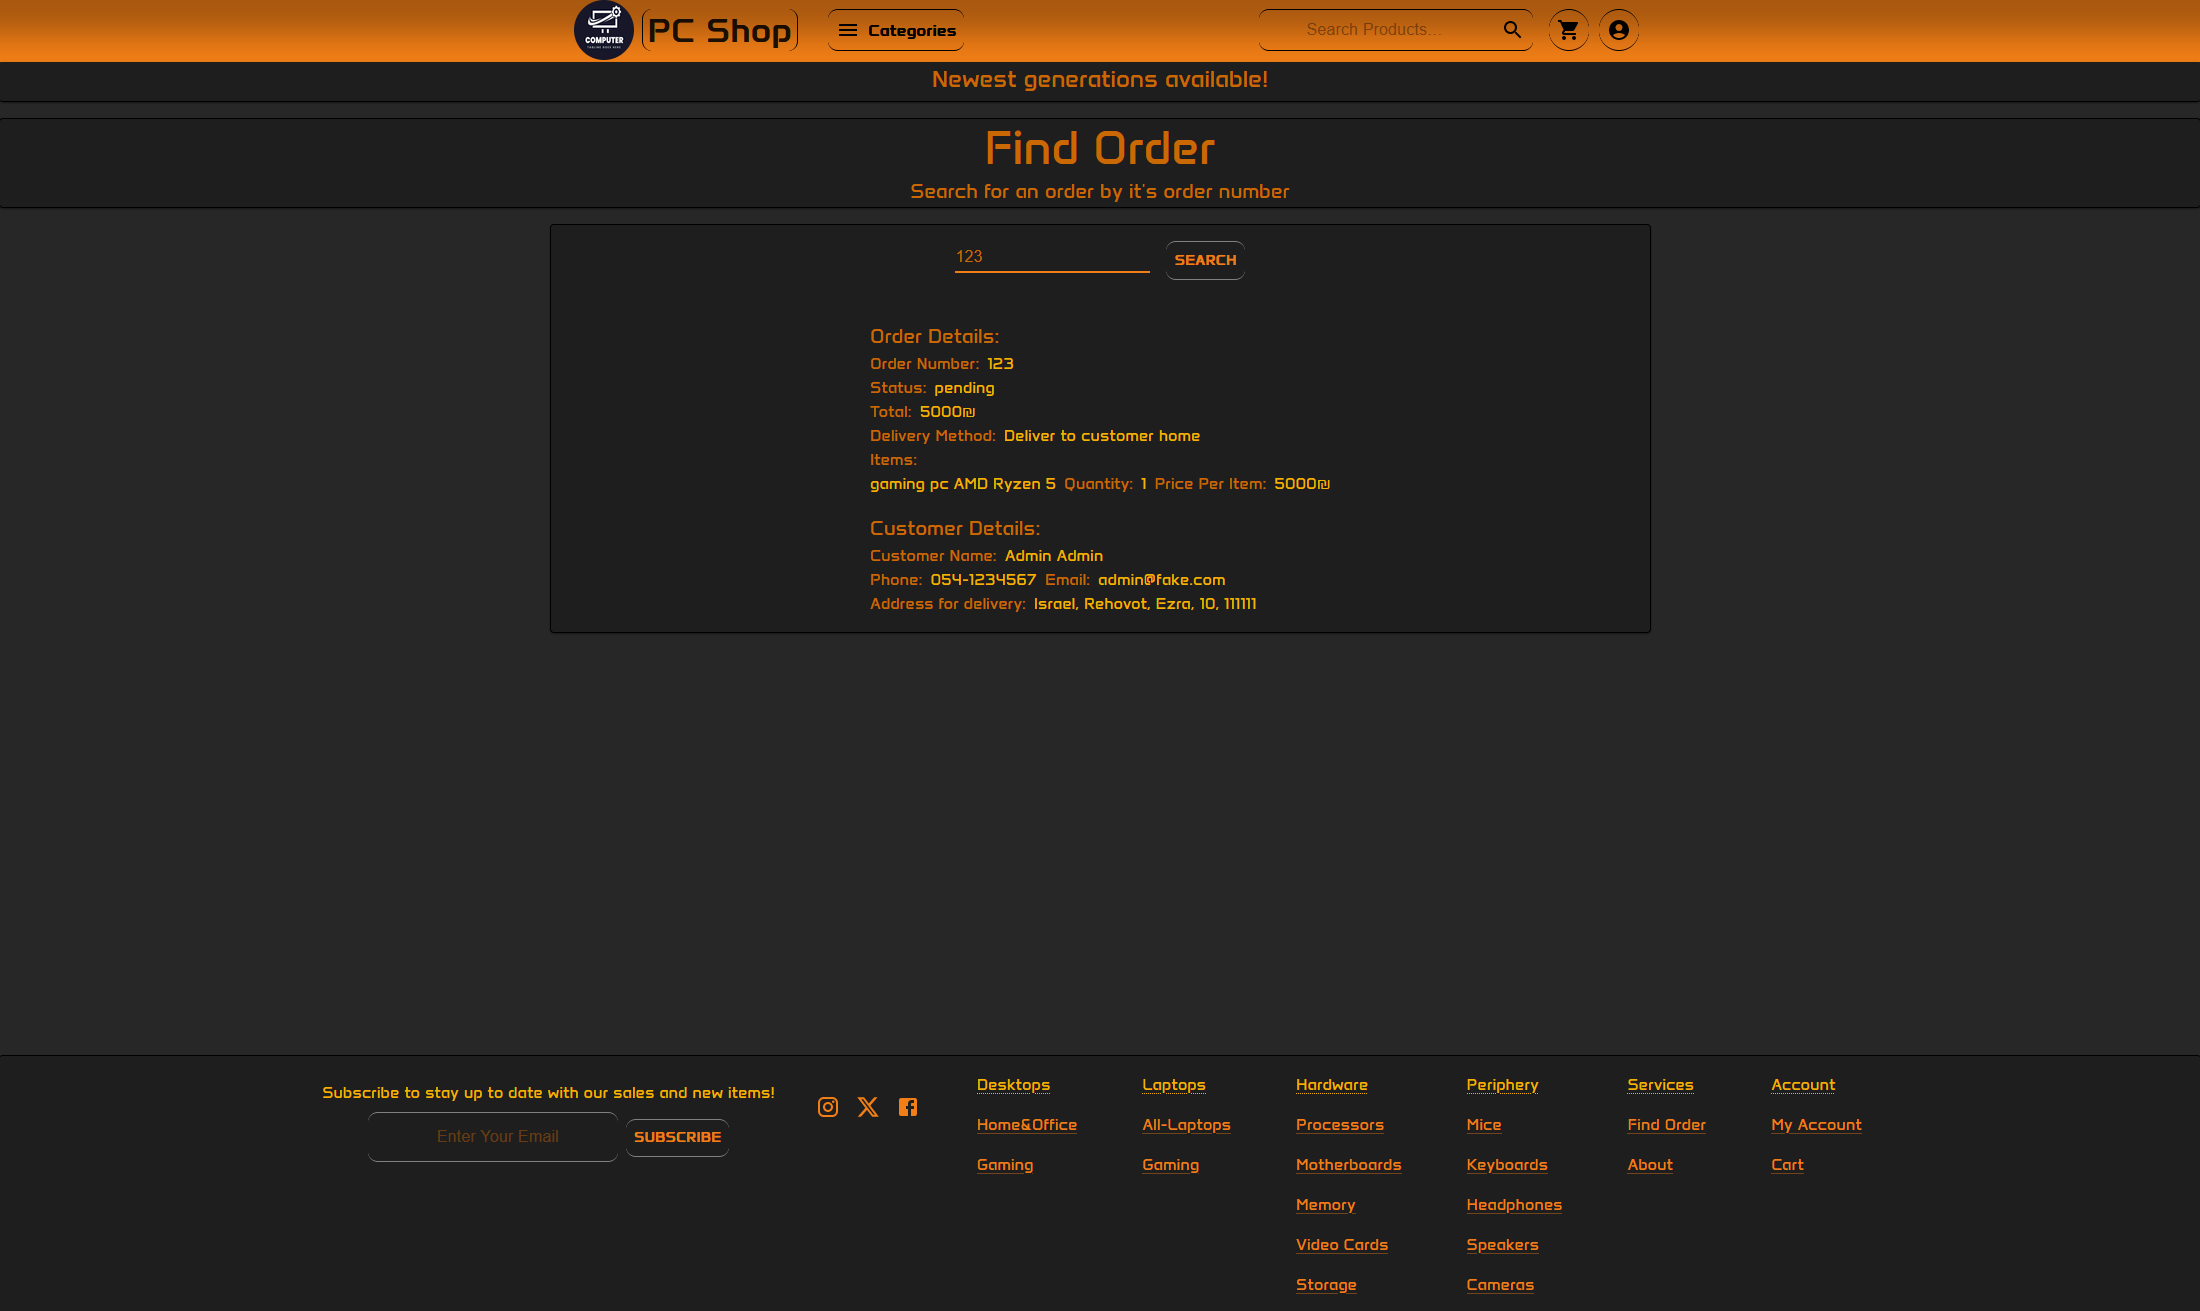 COMPUTER
PC Shop
Categories
Search Products...
Newest generations available!
Find Order
Search for an order by it's order number
123
SEARCH
Order Details:
Order Number: 123
Status: pending
Total: 5000₪
Delivery Method: Deliver to customer home
Items:
gaming pc AMD Ryzen 5 Quantity: 1 Price Per Item: 5000₪
Customer Details:
Customer Name: Admin Admin
Phone: 054-1234567 Email: admin@fake.com
Address for delivery: Israel, Rehovot, Ezra, 10, 111111
Subscribe to stay up to date with our sales and new items!
Enter Your Email
SUBSCRIBE
Desktops
Home&Office
Gaming
Laptops
All-Laptops
Gaming
Hardware
Processors
Motherboards
Memory
Video Cards
Storage
Periphery
Mice
Keyboards
Headphones
Speakers
Cameras
Services
Find Order
About
Account
My Account
Cart